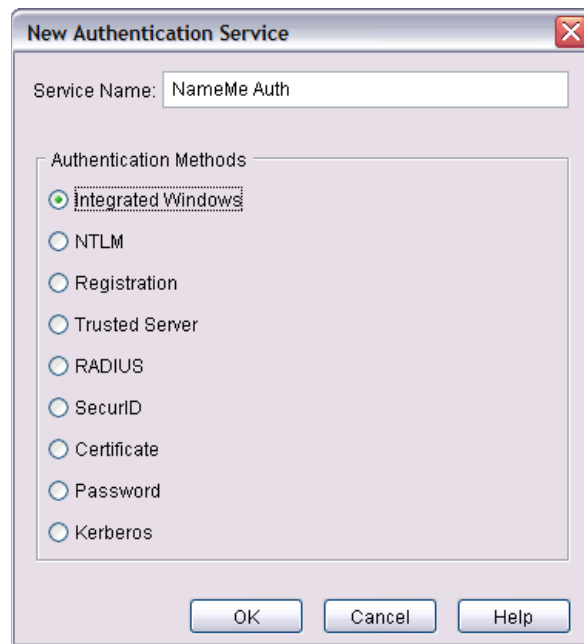 New Authentication Service
Service Name: NameMe Auth
Authentication Methods
Integrated Windows
NTLM
Registration
Trusted Server
RADIUS
SecurID
Certificate
Password
Kerberos
OK Cancel Help